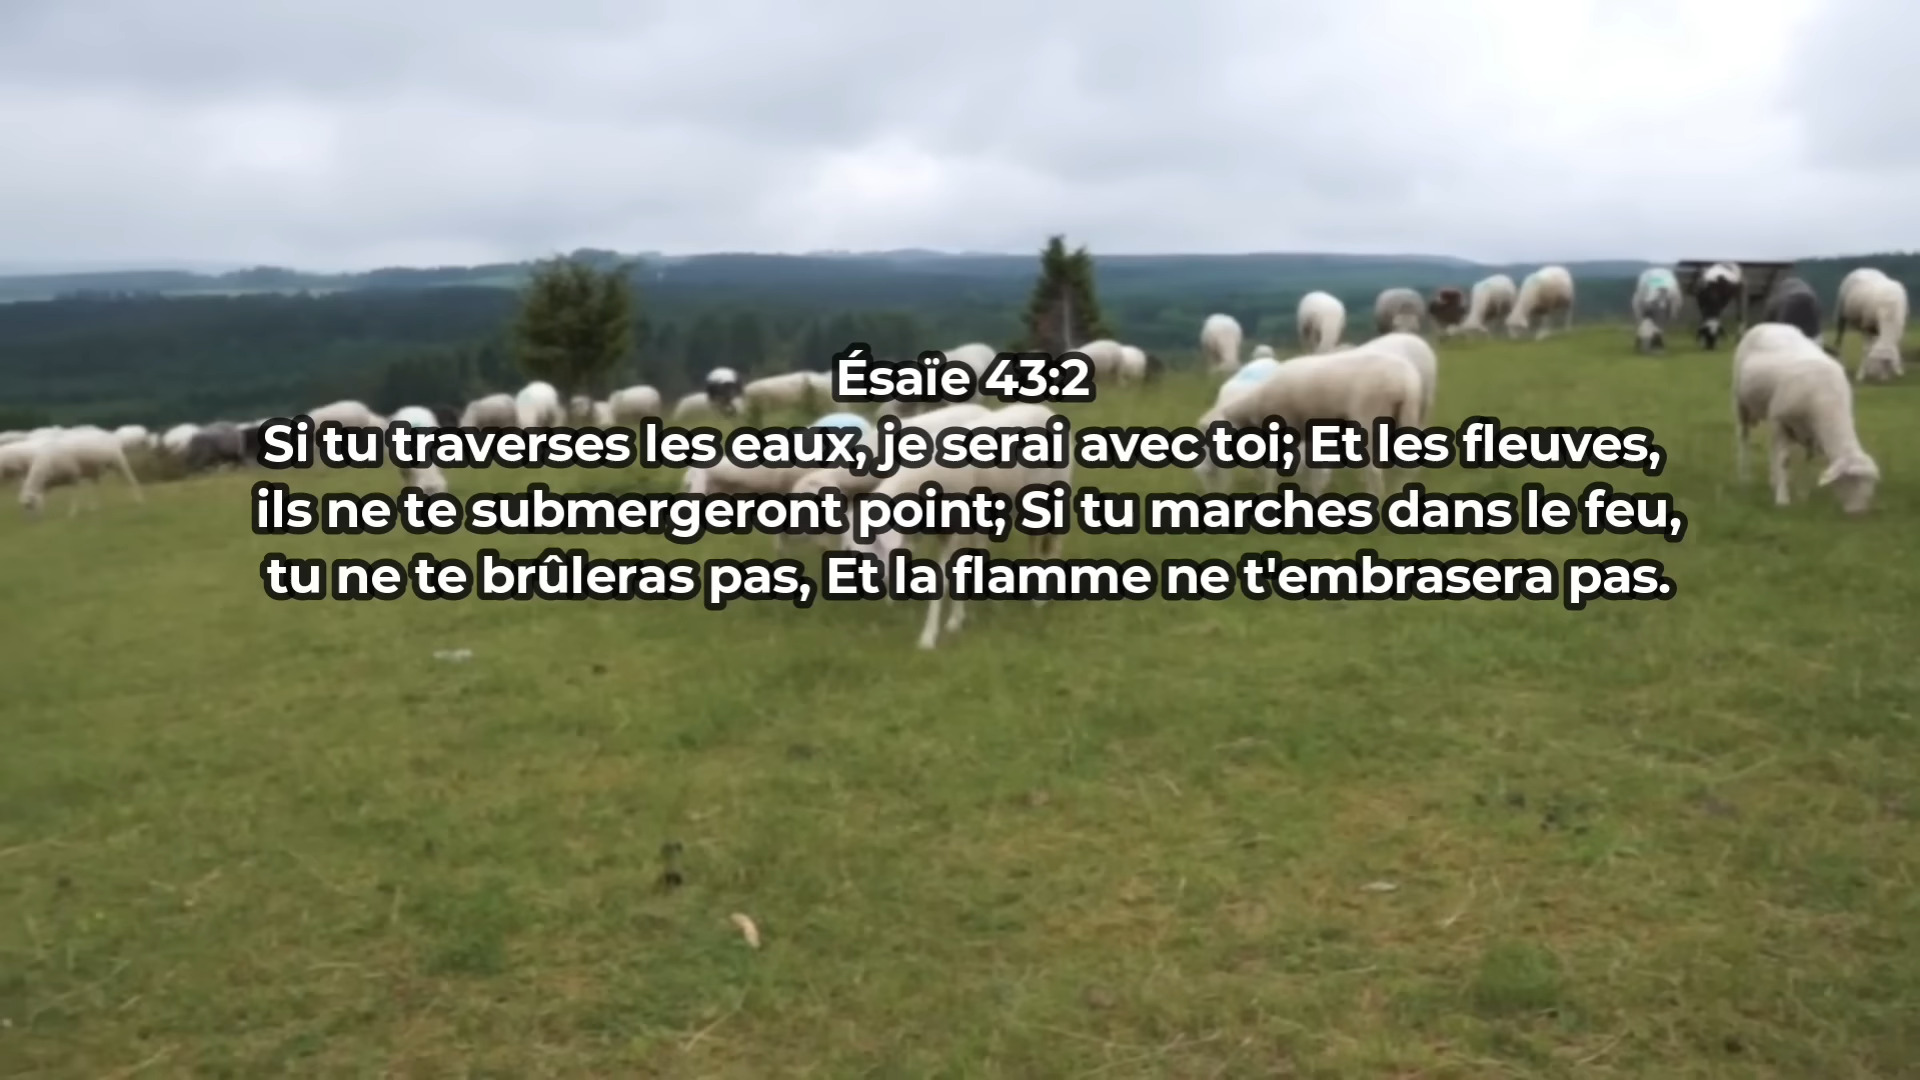 Ésaïe 43:2
Si tu traverses les eaux, je serai avec toi; Et les fleuves,
ils ne te submergeront point; Si tu marches dans le feu,
tu ne te brûleras pas, Et la flamme ne t'embrasera pas.